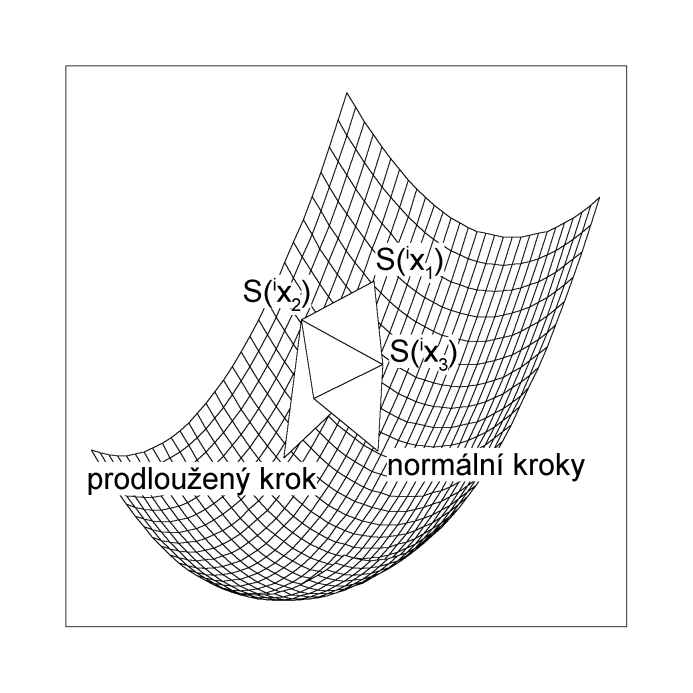 S(ⁱx₁)
S(ⁱx₂)
S(ⁱx₃)
normální kroky
prodloužený krok